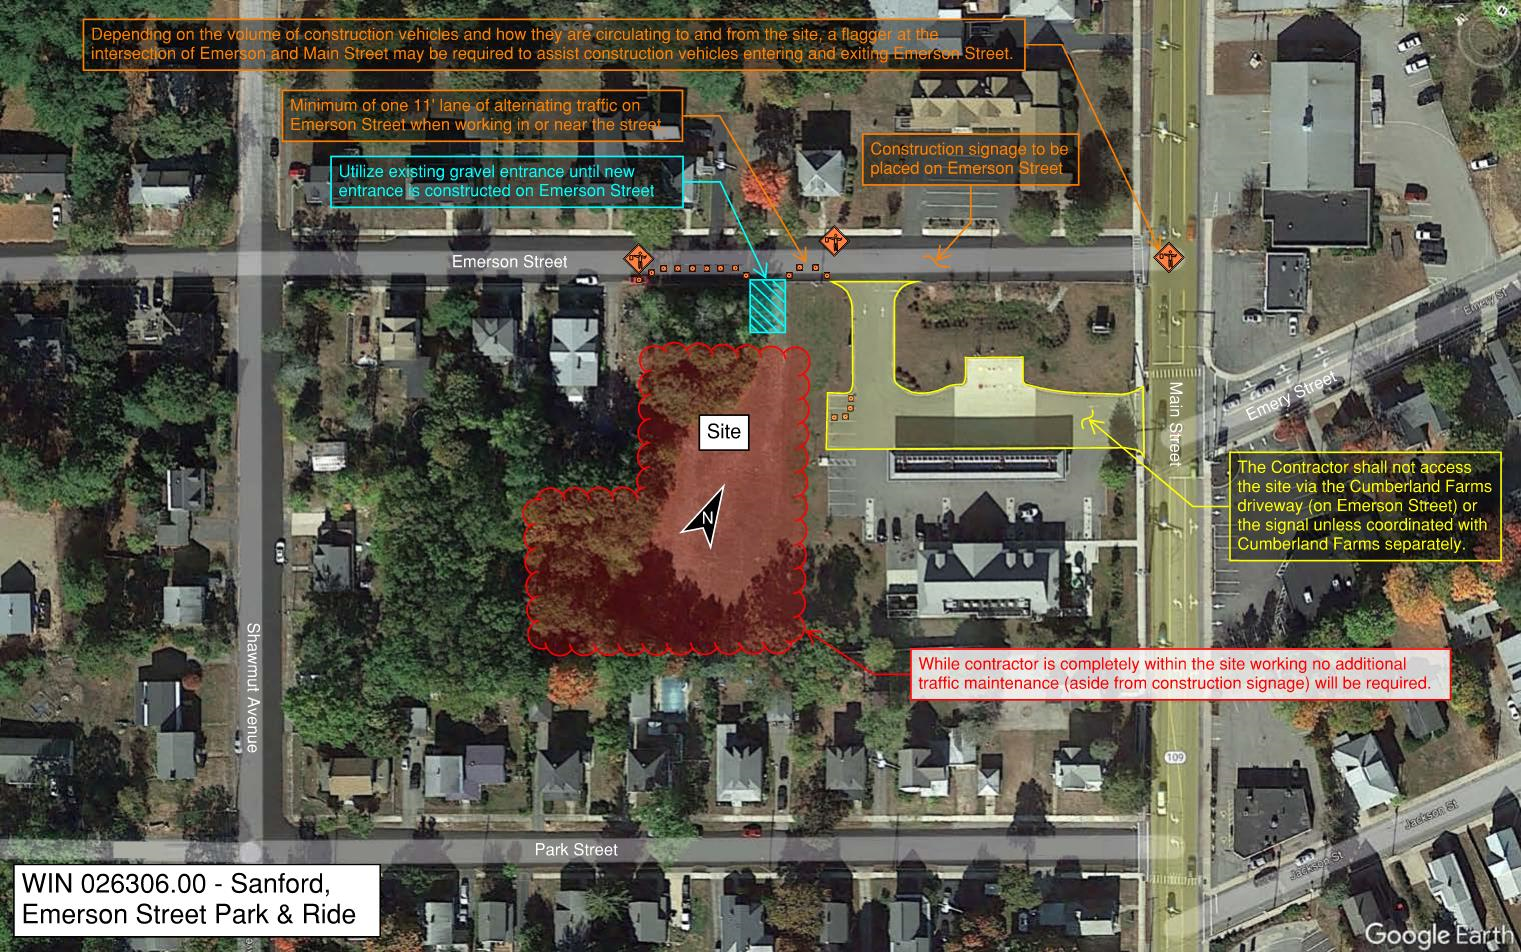 Depending on the volume of construction vehicles and how they are circulating to and from the site, a flagger at the
intersection of Emerson and Main Street may be required to assist construction vehicles entering and exiting Emerson Street.
Minimum of one 11' lane of alternating traffic on
Emerson Street when working in or near the street
Construction signage to be
placed on Emerson Street
Utilize existing gravel entrance until new
entrance is constructed on Emerson Street
Emerson Street
Emery St
Emery Street
Main Street
Site
N
The Contractor shall not access
the site via the Cumberland Farms
driveway (on Emerson Street) or
the signal unless coordinated with
Cumberland Farms separately.
Shawmut Avenue
While contractor is completely within the site working no additional
traffic maintenance (aside from construction signage) will be required.
109
Jackson St
Jackson St
Park Street
WIN 026306.00 - Sanford,
Emerson Street Park & Ride
Google Earth